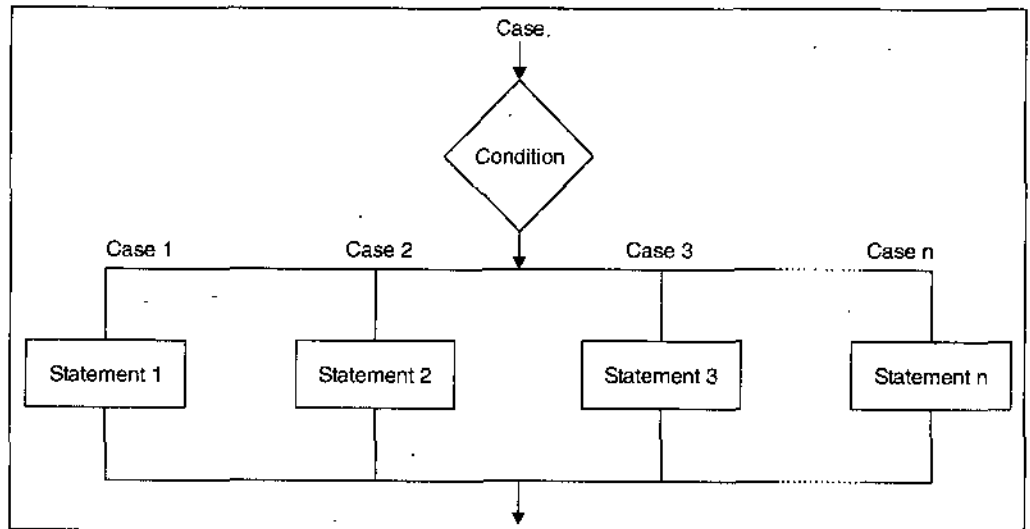 Case
Condition
Case 1 Case 2 Case 3 Case n
Statement 1 Statement 2 Statement 3 Statement n